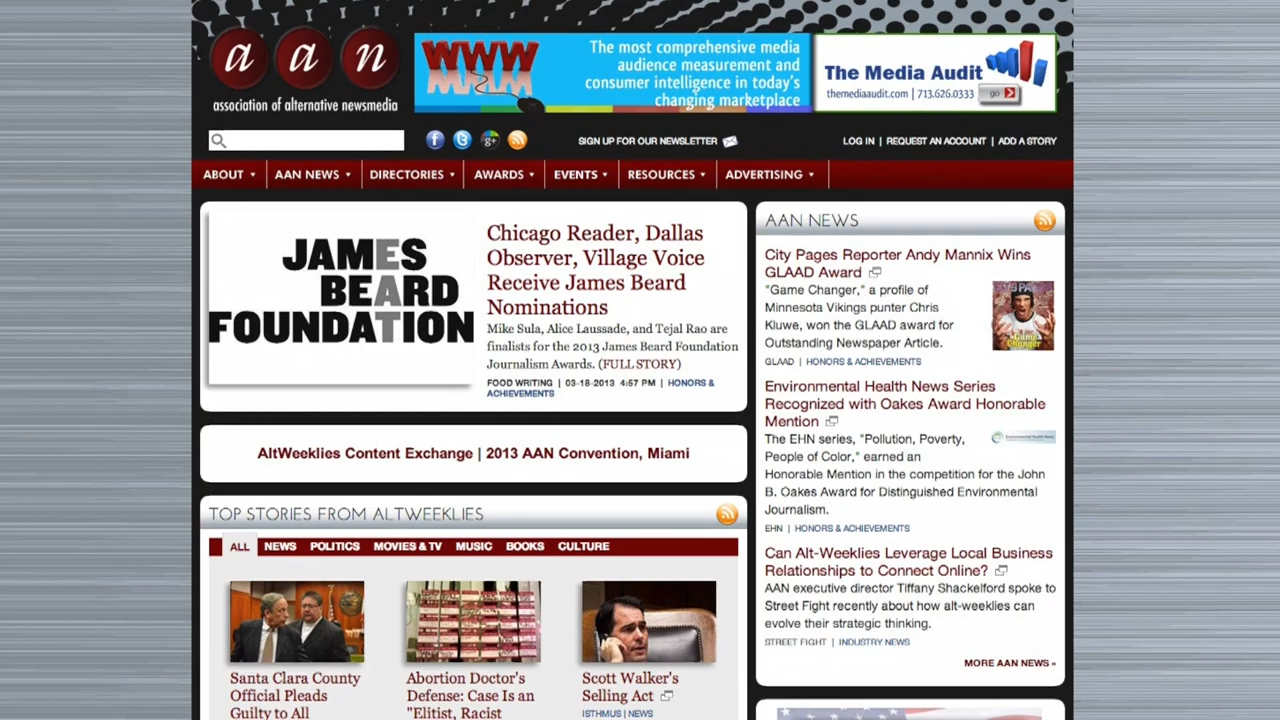 a a n
association of alternative newsmedia
WWW
The most comprehensive media
audience measurement and
consumer intelligence in today's
changing marketplace
The Media Audit
themediaaudit.com | 713.626.0333
go
SIGN UP FOR OUR NEWSLETTER
LOG IN | REQUEST AN ACCOUNT | ADD A STORY
ABOUT
AAN NEWS
DIRECTORIES
AWARDS
EVENTS
RESOURCES
ADVERTISING
JAMES
BEARD
FOUNDATION
Chicago Reader, Dallas
Observer, Village Voice
Receive James Beard
Nominations
Mike Sula, Alice Laussade, and Tejal Rao are
finalists for the 2013 James Beard Foundation
Journalism Awards. (FULL STORY)
FOOD WRITING | 03-18-2013 4:57 PM | HONORS &
ACHIEVEMENTS
AltWeeklies Content Exchange | 2013 AAN Convention, Miami
TOP STORIES FROM ALTWEEKLIES
ALL NEWS POLITICS MOVIES & TV MUSIC BOOKS CULTURE
Santa Clara County
Official Pleads
Guilty to All
Abortion Doctor's
Defense: Case Is an
"Elitist, Racist
Scott Walker's
Selling Act
ISTHMUS | NEWS
AAN NEWS
City Pages Reporter Andy Mannix Wins
GLAAD Award
"Game Changer," a profile of
Minnesota Vikings punter Chris
Kluwe, won the GLAAD award for
Outstanding Newspaper Article.
Game
Changer
GLAAD | HONORS & ACHIEVEMENTS
Environmental Health News Series
Recognized with Oakes Award Honorable
Mention
The EHN series, "Pollution, Poverty,
People of Color," earned an
Honorable Mention in the competition for the John
B. Oakes Award for Distinguished Environmental
Journalism.
EHN | HONORS & ACHIEVEMENTS
Can Alt-Weeklies Leverage Local Business
Relationships to Connect Online?
AAN executive director Tiffany Shackelford spoke to
Street Fight recently about how alt-weeklies can
evolve their strategic thinking.
STREET FIGHT | INDUSTRY NEWS
MORE AAN NEWS »